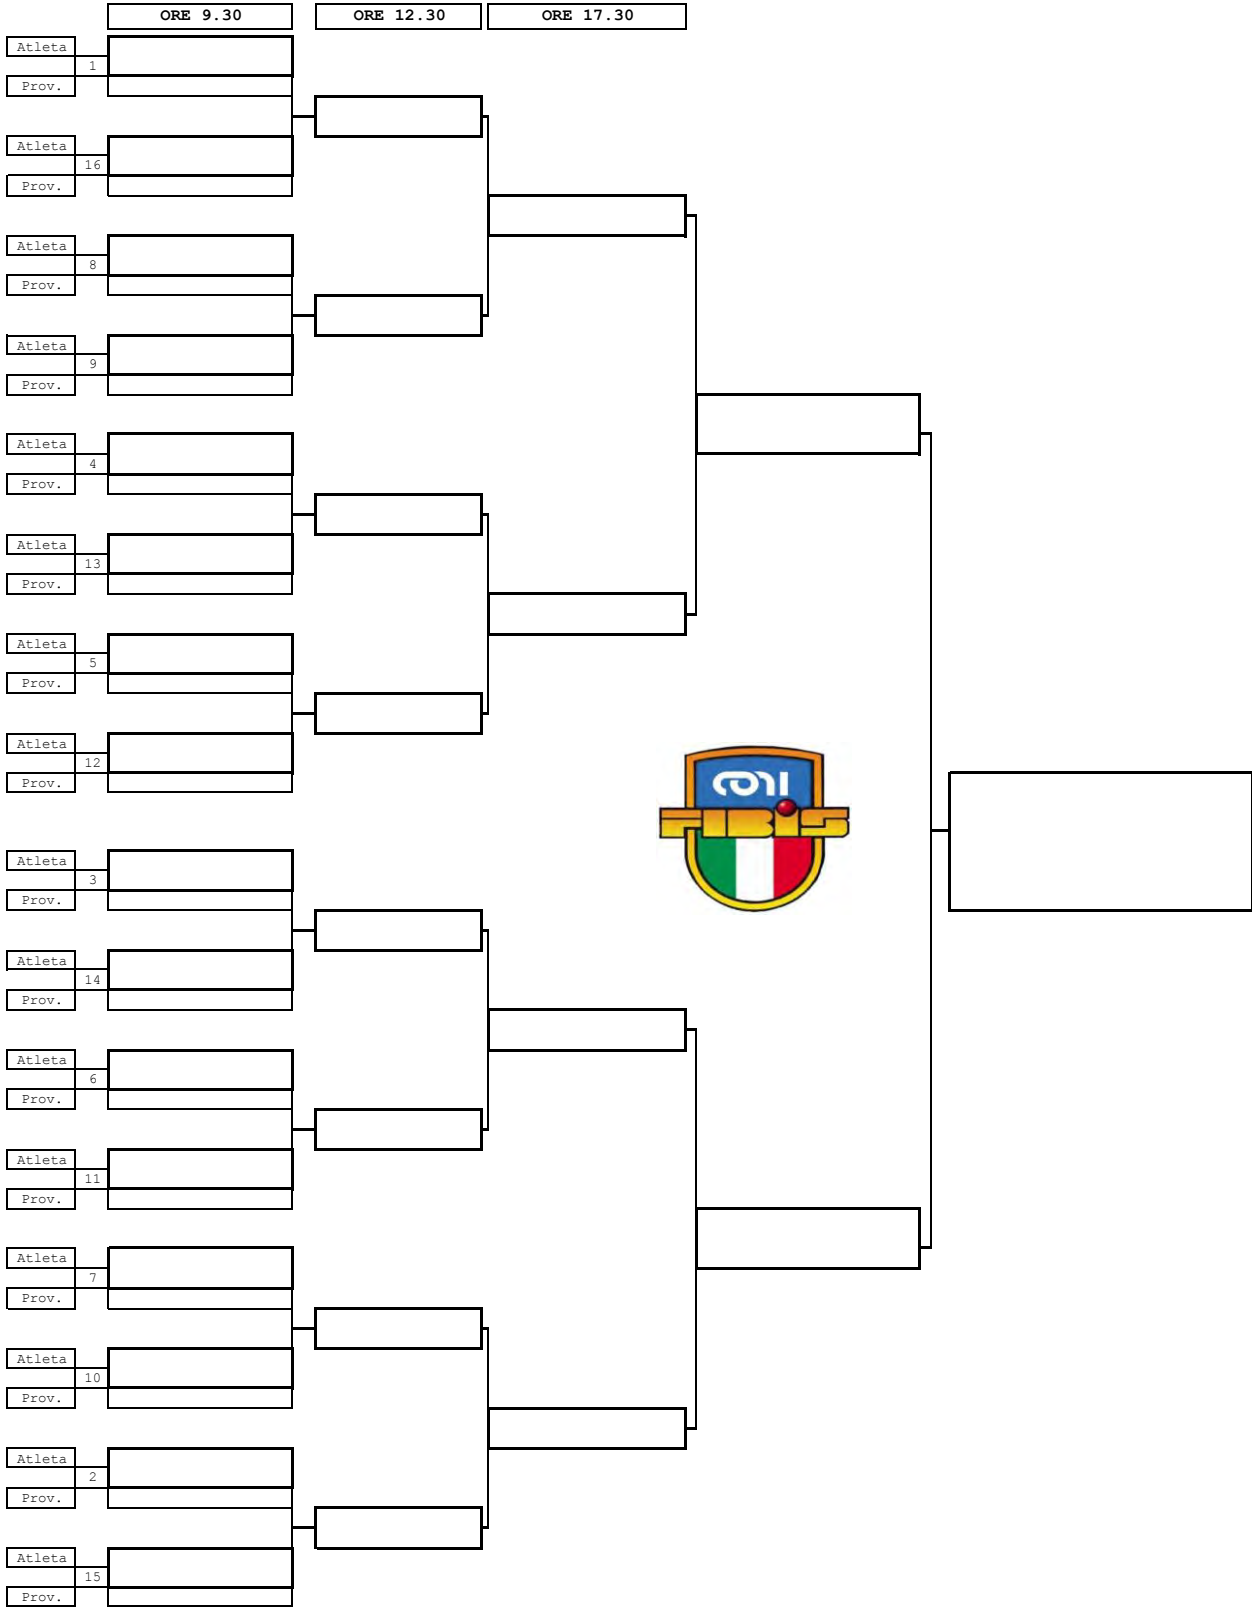 ORE 9.30 ORE 12.30 ORE 17.30
Atleta
1
Prov.
Atleta
16
Prov.
Atleta
8
Prov.
Atleta
9
Prov.
Atleta
4
Prov.
Atleta
13
Prov.
Atleta
5
Prov.
Atleta
12
Prov.
CONI
FIBiS
Atleta
3
Prov.
Atleta
14
Prov.
Atleta
6
Prov.
Atleta
11
Prov.
Atleta
7
Prov.
Atleta
10
Prov.
Atleta
2
Prov.
Atleta
15
Prov.